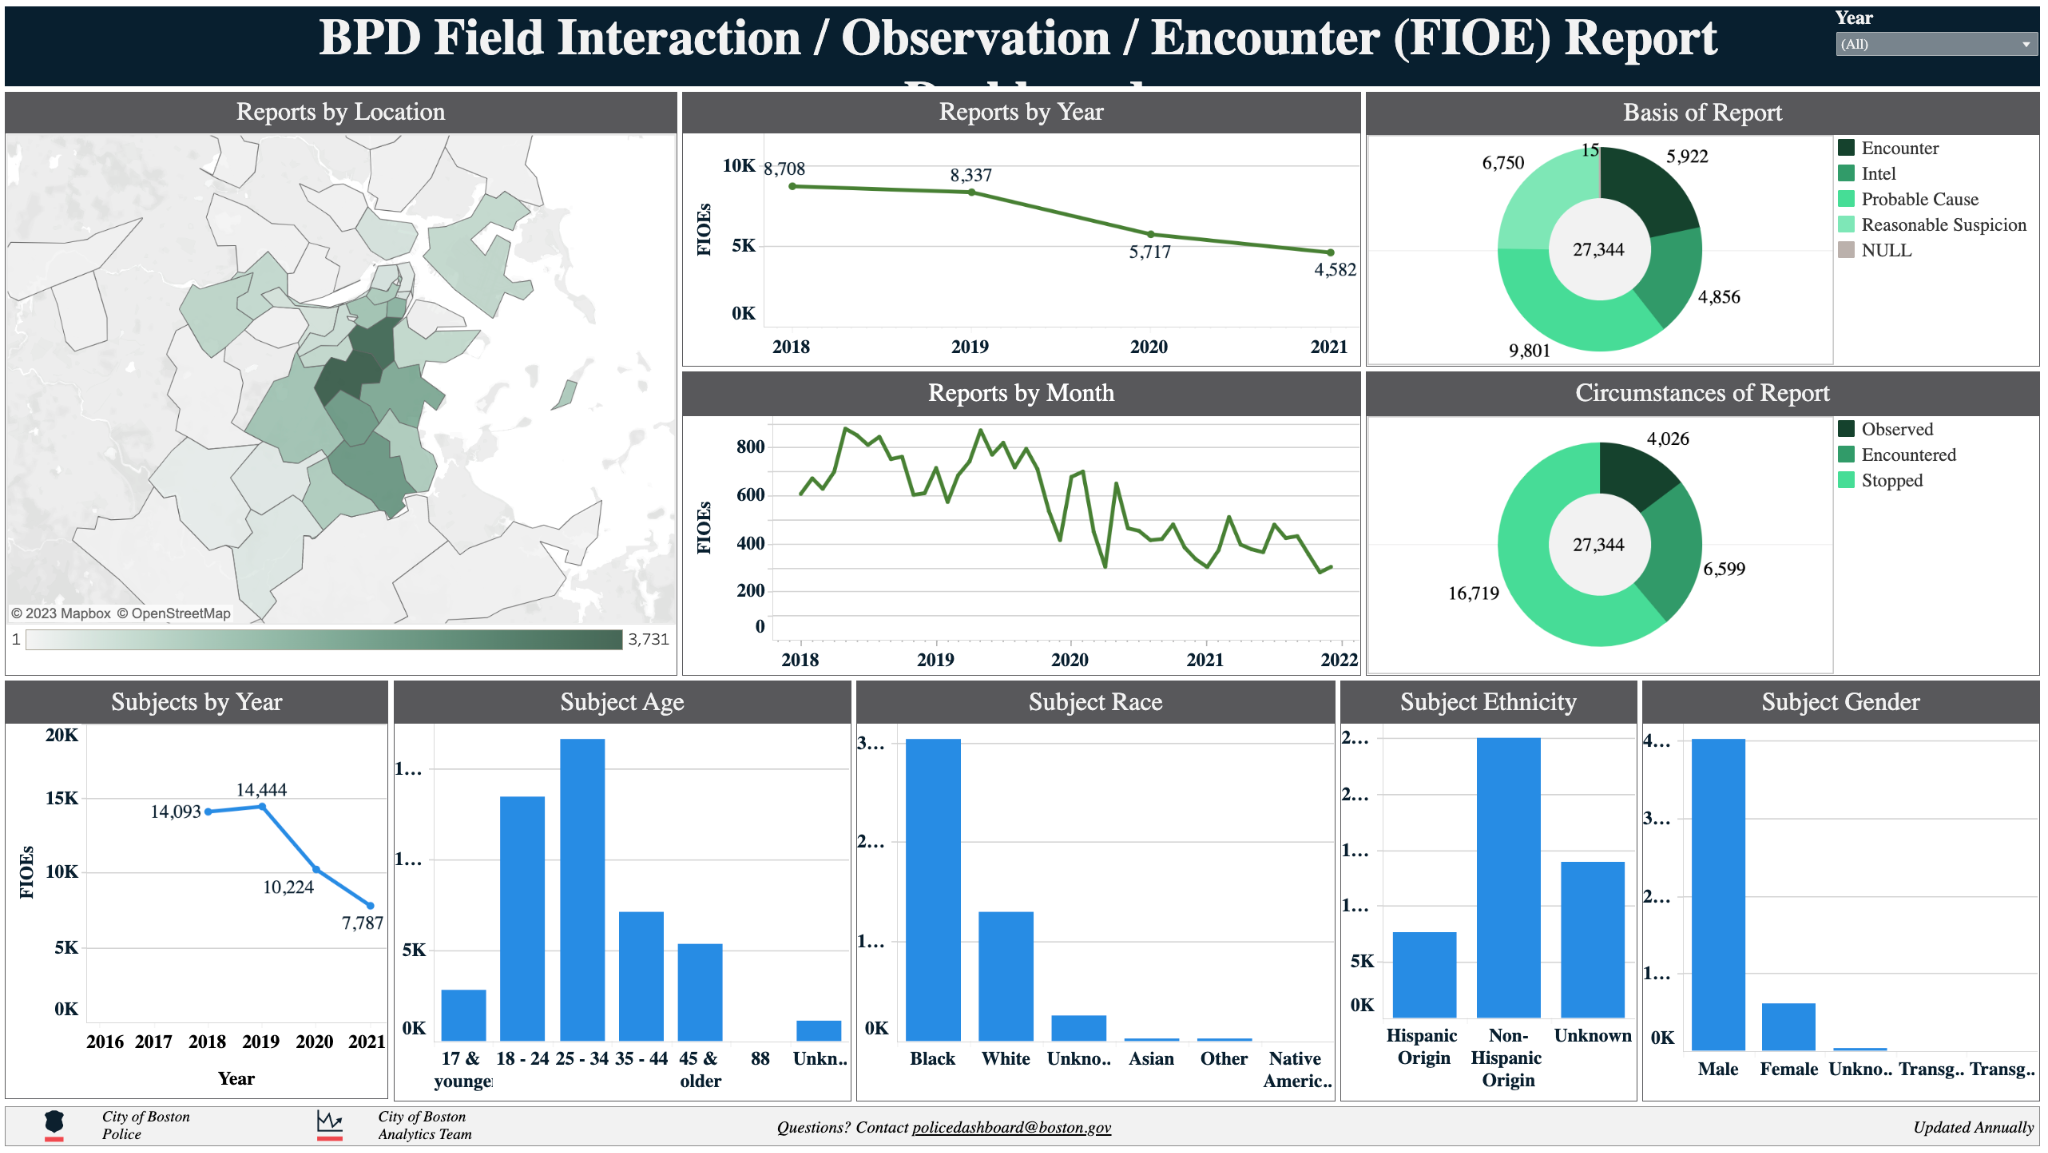 BPD Field Interaction / Observation / Encounter (FIOE) Report
Year
(All)
Reports by Location
© 2023 Mapbox © OpenStreetMap
1
3,731
Reports by Year
FIOEs
10K
5K
0K
8,708
8,337
5,717
4,582
2018 2019 2020 2021
Basis of Report
6,750
15
5,922
27,344
4,856
9,801
Encounter
Intel
Probable Cause
Reasonable Suspicion
NULL
Reports by Month
FIOEs
800
600
400
200
0
2018 2019 2020 2021 2022
Circumstances of Report
4,026
27,344
6,599
16,719
Observed
Encountered
Stopped
Subjects by Year
FIOEs
20K
15K
10K
5K
0K
14,093
14,444
10,224
7,787
2016 2017 2018 2019 2020 2021
Year
Subject Age
1...
1...
5K
0K
17 &
younge
18 - 24
25 - 34
35 - 44
45 &
older
88
Unkn..
Subject Race
3...
2...
1...
0K
Black
White
Unkno..
Asian
Other
Native
Americ..
Subject Ethnicity
2...
2...
1...
1...
5K
0K
Hispanic
Origin
Non-
Hispanic
Origin
Unknown
Subject Gender
4...
3...
2...
1...
0K
Male
Female
Unkno..
Transg..
Transg..
City of Boston
Police
City of Boston
Analytics Team
Questions? Contact policedashboard@boston.gov
Updated Annually